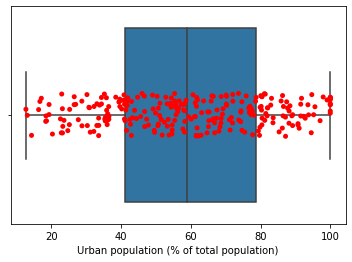 20 40 60 80 100
Urban population (% of total population)